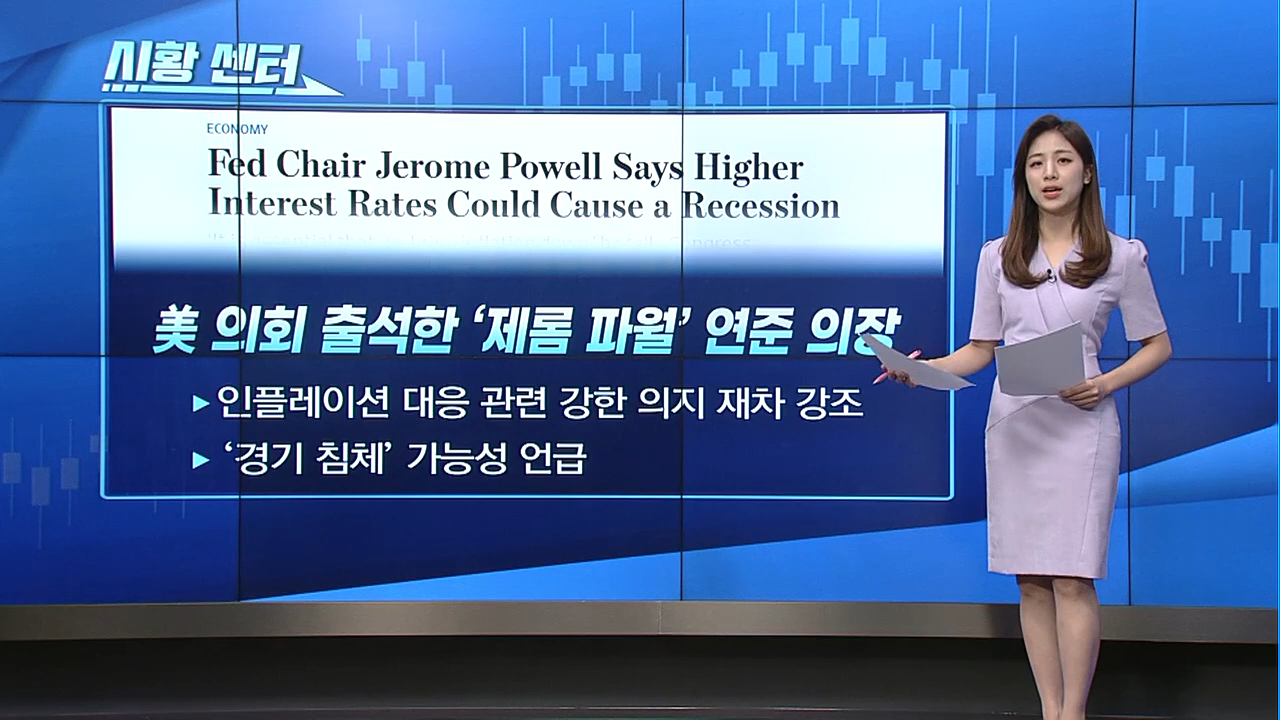 시황 센터
ECONOMY
Fed Chair Jerome Powell Says Higher
Interest Rates Could Cause a Recession
美 의회 출석한 ‘제롬 파월’ 연준 의장
▶ 인플레이션 대응 관련 강한 의지 재차 강조
▶ ‘경기 침체’ 가능성 언급